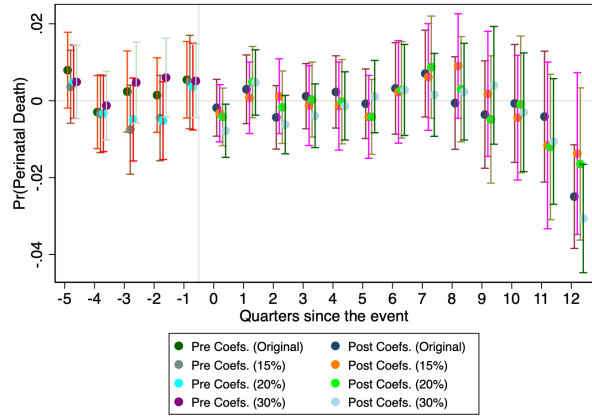 .02
0
-.02
-.04
Pr(Perinatal Death)
-5 -4 -3 -2 -1 0 1 2 3 4 5 6 7 8 9 10 11 12
Quarters since the event
Pre Coefs. (Original) Post Coefs. (Original)
Pre Coefs. (15%) Post Coefs. (15%)
Pre Coefs. (20%) Post Coefs. (20%)
Pre Coefs. (30%) Post Coefs. (30%)